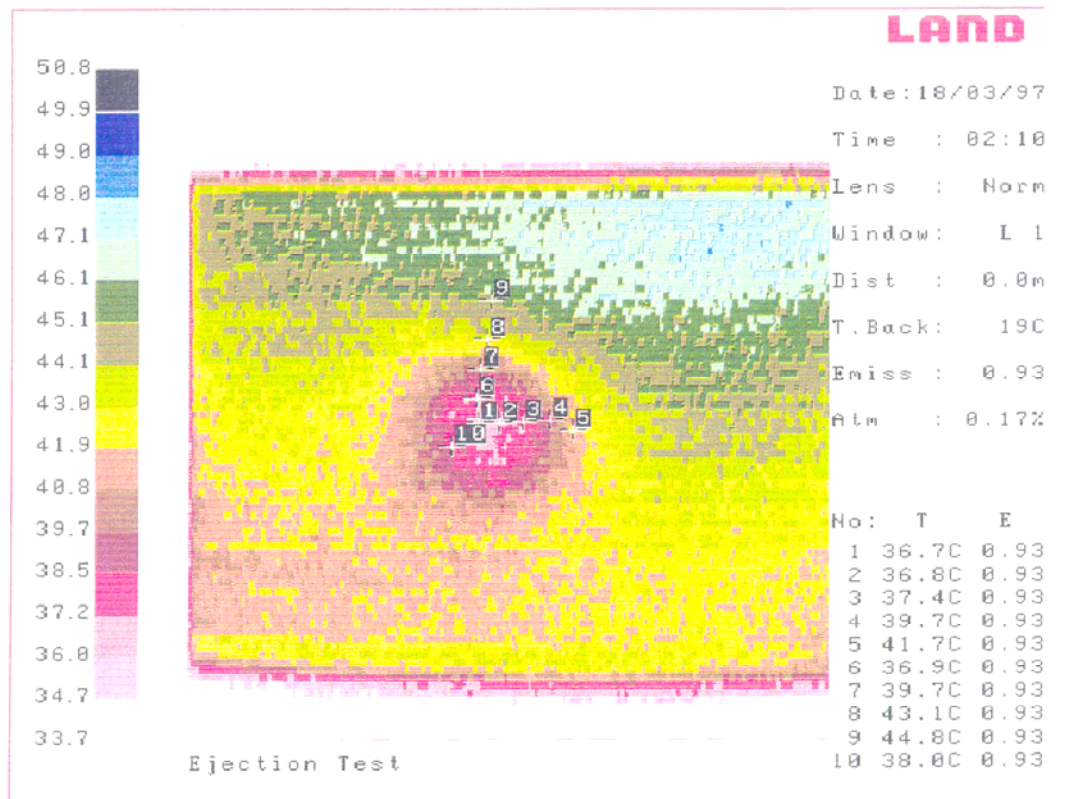 LAND
50.8
49.9
49.0
48.0
47.1
46.1
45.1
44.1
43.0
41.9
40.8
39.7
38.5
37.2
36.0
34.7
33.7
Date:18/03/97
Time : 02:10
Lens : Norm
Window: L 1
Dist : 0.0m
T.Back: 19C
Emiss : 0.93
Atm : 0.17%
9
8
7
6
1 2 3 4 5
10
No: T E
1 36.7C 0.93
2 36.8C 0.93
3 37.4C 0.93
4 39.7C 0.93
5 41.7C 0.93
6 36.9C 0.93
7 39.7C 0.93
8 43.1C 0.93
9 44.8C 0.93
10 38.0C 0.93
Ejection Test